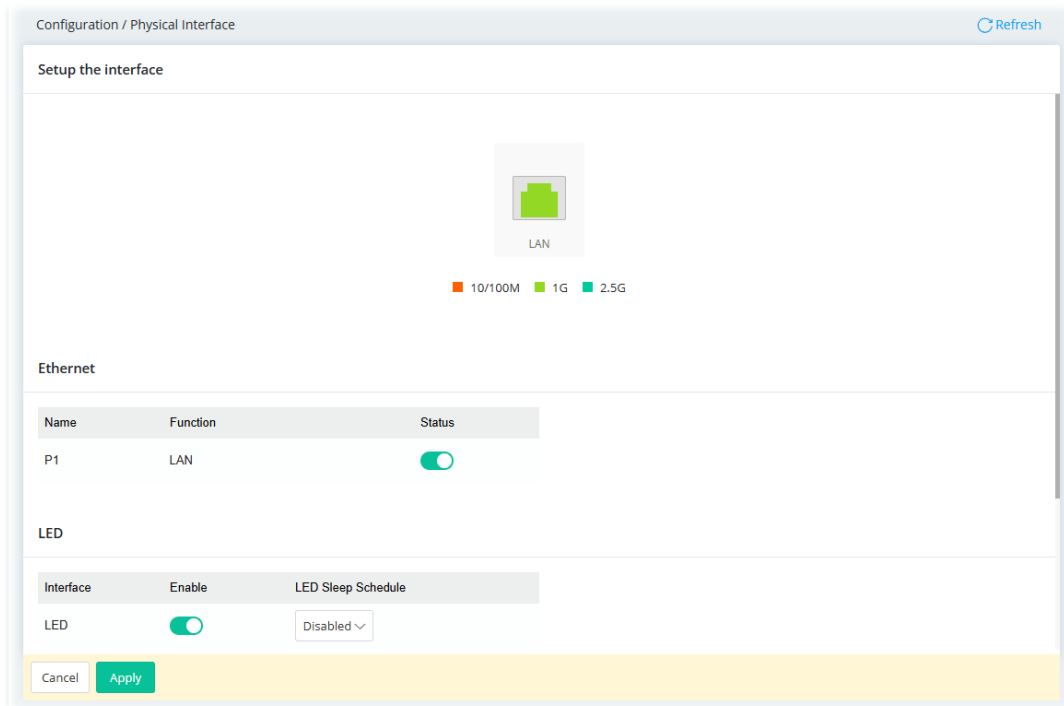 Configuration / Physical Interface
Refresh
Setup the interface
LAN
10/100M 1G 2.5G
Ethernet
Name Function Status
P1 LAN
LED
Interface Enable LED Sleep Schedule
LED Disabled
Cancel Apply